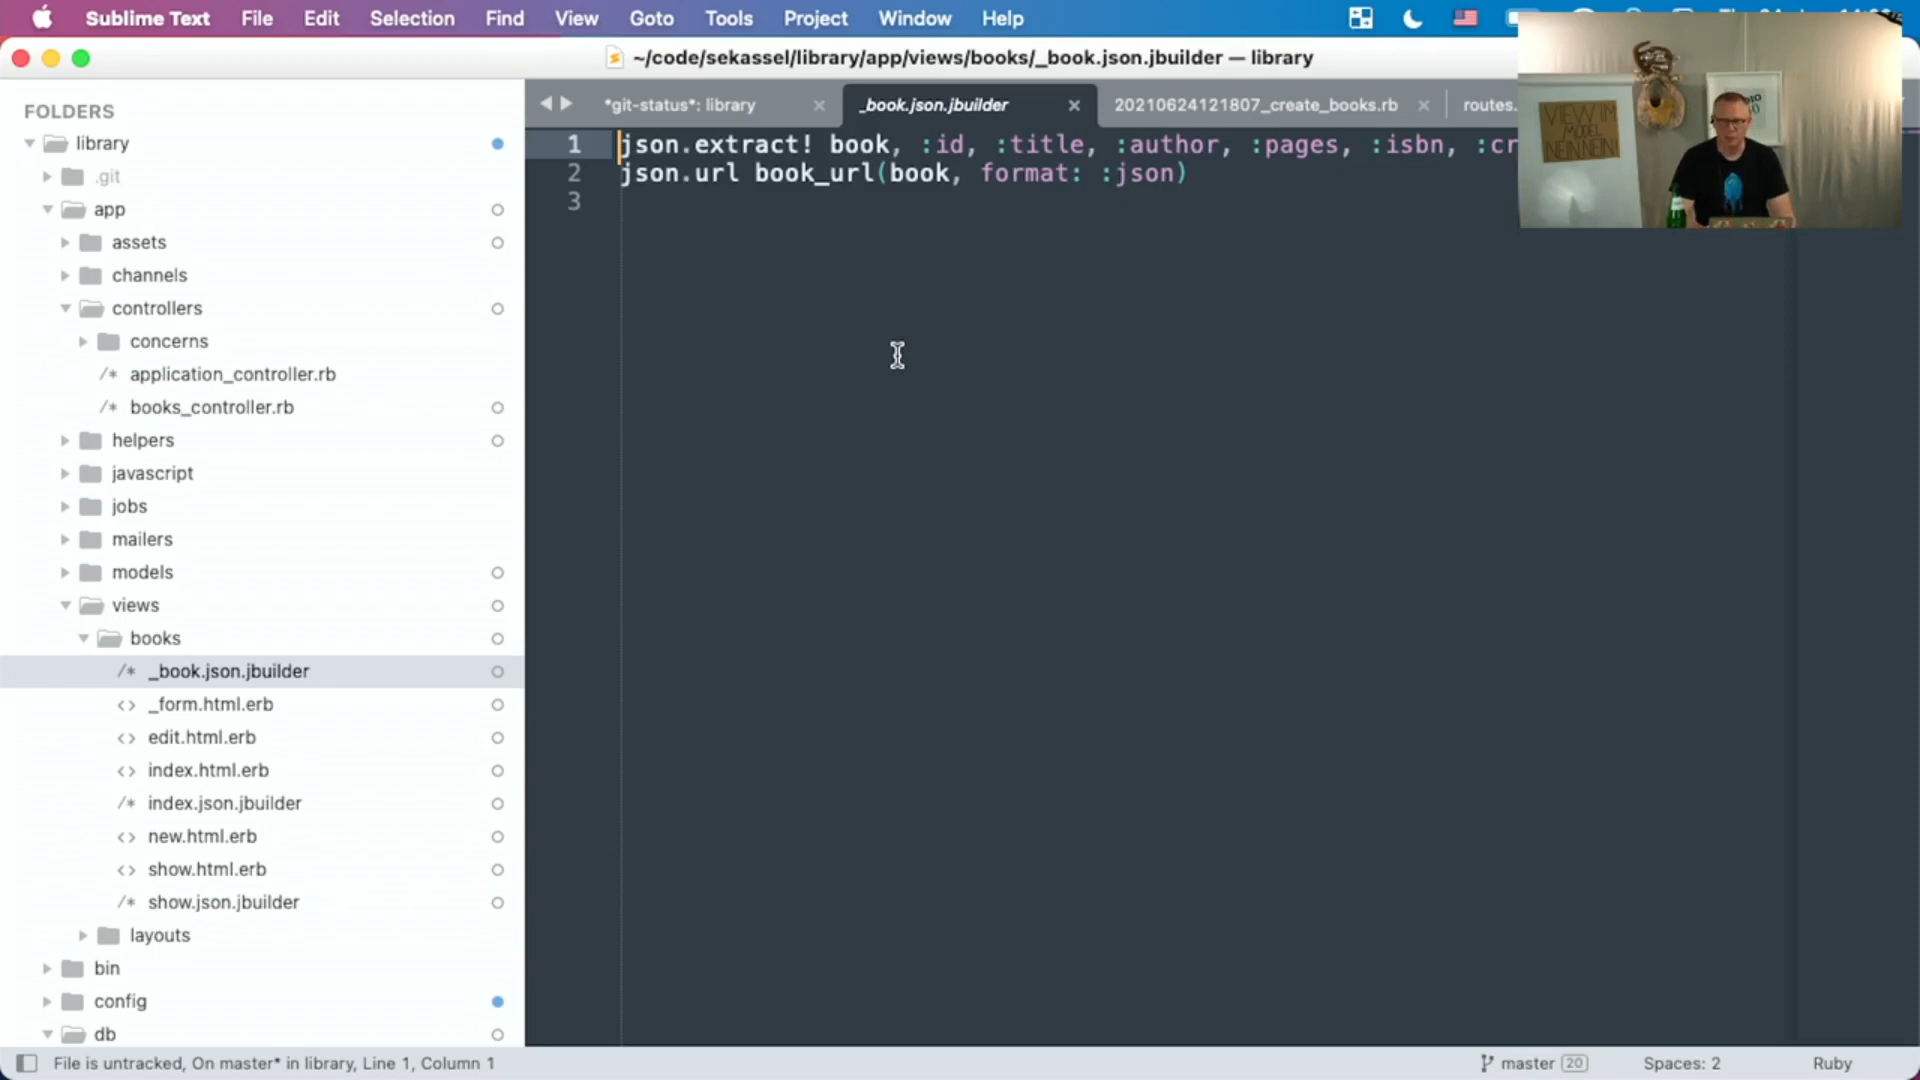 Sublime Text File Edit Selection Find View Goto Tools Project Window Help
~/code/sekassel/library/app/views/books/_book.json.jbuilder — library
FOLDERS
library
.git
app
assets
channels
controllers
concerns
/* application_controller.rb
/* books_controller.rb
helpers
javascript
jobs
mailers
models
views
books
/* _book.json.jbuilder
<> _form.html.erb
<> edit.html.erb
<> index.html.erb
/* index.json.jbuilder
<> new.html.erb
<> show.html.erb
/* show.json.jbuilder
layouts
bin
config
db
*git-status*: library
_book.json.jbuilder
20210624121807_create_books.rb
routes.
1 json.extract! book, :id, :title, :author, :pages, :isbn, :cr
2 json.url book_url(book, format: :json)
3
VIEW IM
MODEL
NEIN NEIN!
File is untracked, On master* in library, Line 1, Column 1
master 20
Spaces: 2
Ruby